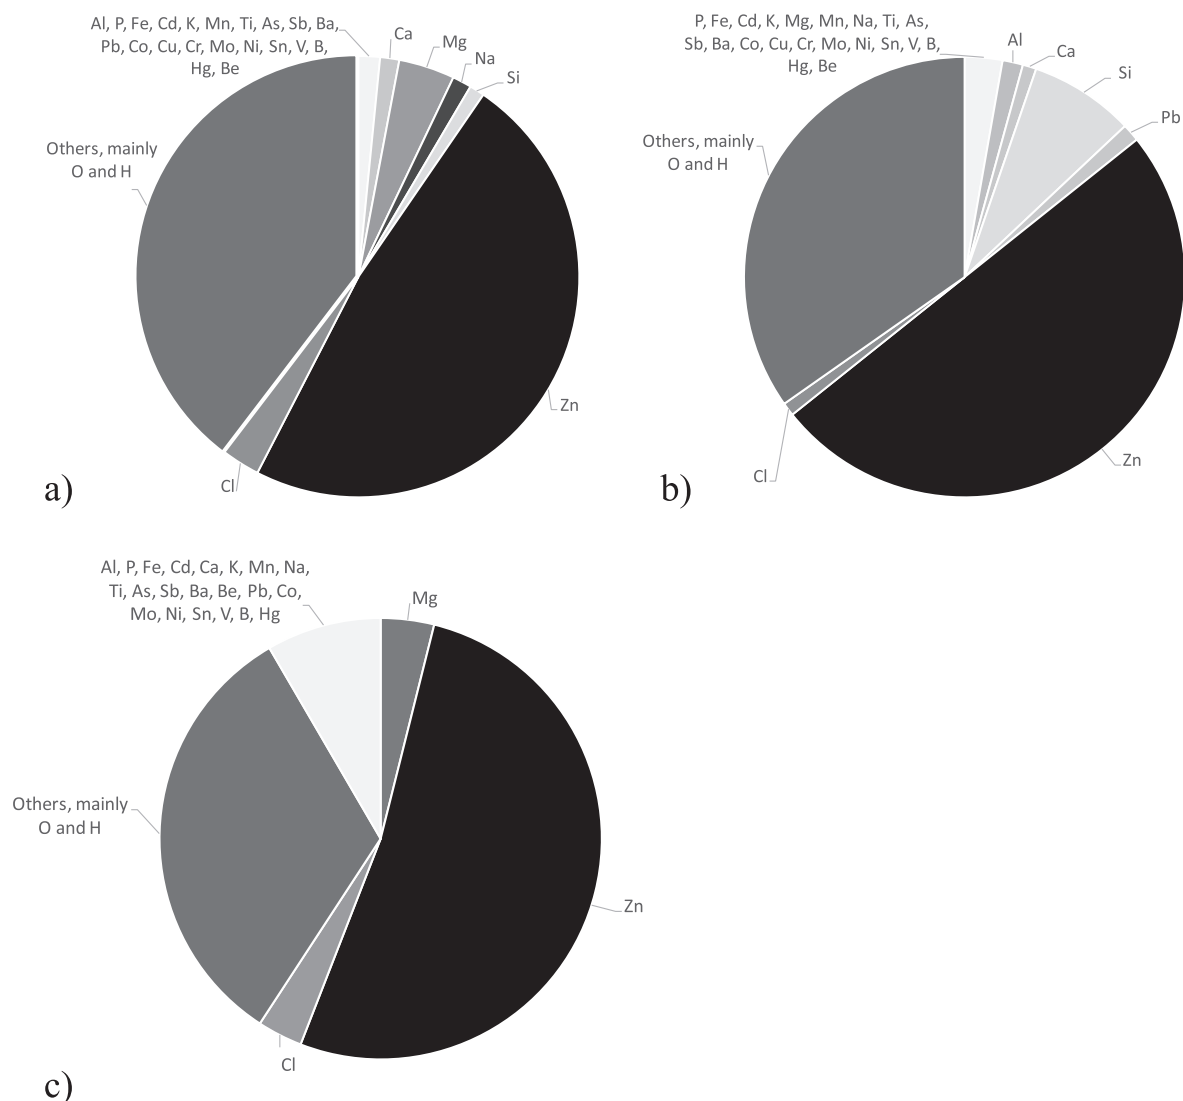 Al, P, Fe, Cd, K, Mn, Ti, As, Sb, Ba,
Pb, Co, Cu, Cr, Mo, Ni, Sn, V, B,
Hg, Be
Ca
Mg
Na
Si
Others, mainly
O and H
Zn
Cl
a)
P, Fe, Cd, K, Mg, Mn, Na, Ti, As,
Sb, Ba, Co, Cu, Cr, Mo, Ni, Sn, V, B,
Hg, Be
Al
Ca
Si
Pb
Others, mainly
O and H
Zn
Cl
b)
Al, P, Fe, Cd, Ca, K, Mn, Na,
Ti, As, Sb, Ba, Be, Pb, Co,
Mo, Ni, Sn, V, B, Hg
Mg
Others, mainly
O and H
Zn
Cl
c)